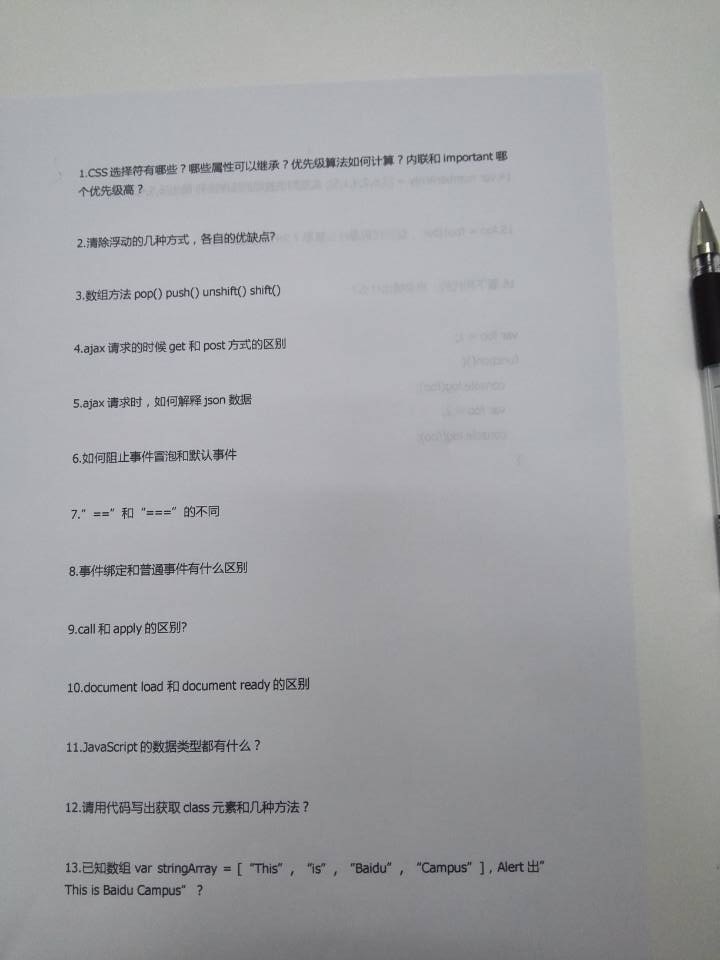 1.CSS 选择符有哪些？哪些属性可以继承？优先级算法如何计算？内联和 important 哪
个优先级高？
2.清除浮动的几种方式，各自的优缺点?
3.数组方法 pop() push() unshift() shift()
4.ajax 请求的时候 get 和 post 方式的区别
5.ajax 请求时，如何解释 json 数据
6.如何阻止事件冒泡和默认事件
7.”==”和“===”的不同
8.事件绑定和普通事件有什么区别
9.call 和 apply 的区别?
10.document load 和 document ready 的区别
11.JavaScript 的数据类型都有什么？
12.请用代码写出获取 class 元素和几种方法？
13.已知数组 var stringArray = [“This”, “is”, “Baidu”, “Campus”]，Alert 出”
This is Baidu Campus” ？